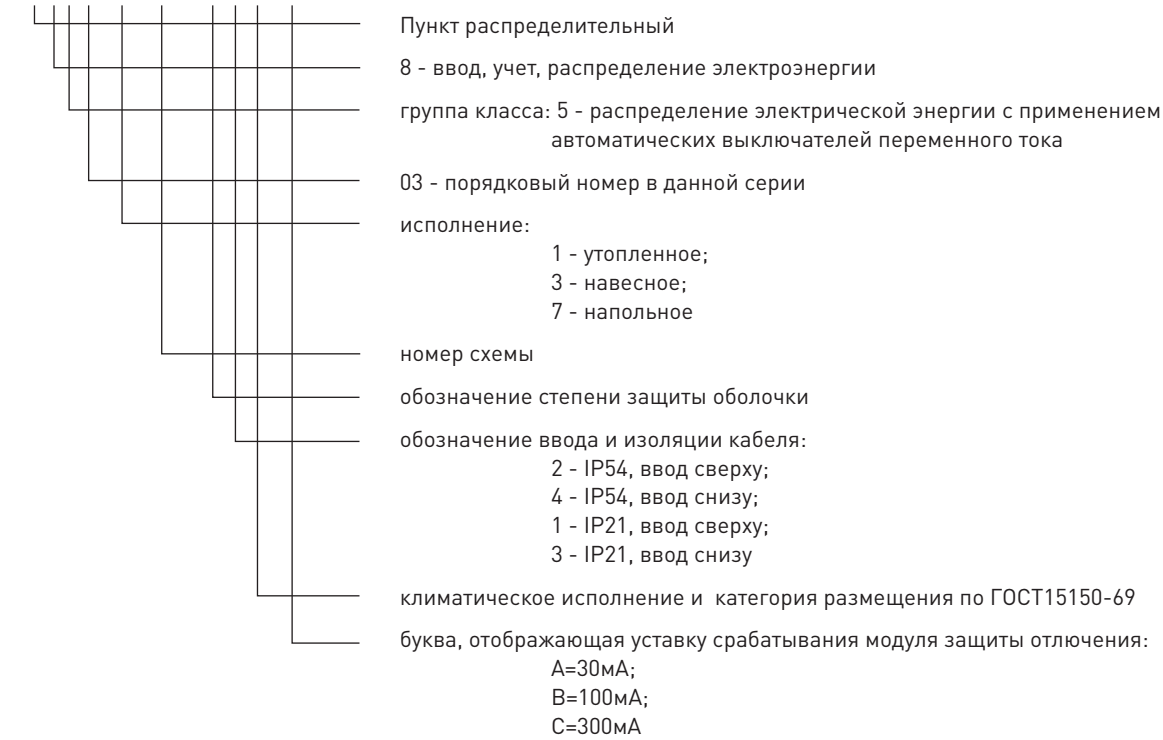 Пункт распределительный
8 - ввод, учет, распределение электроэнергии
группа класса: 5 - распределение электрической энергии с применением
автоматических выключателей переменного тока
03 - порядковый номер в данной серии
исполнение:
1 - утопленное;
3 - навесное;
7 - напольное
номер схемы
обозначение степени защиты оболочки
обозначение ввода и изоляции кабеля:
2 - IP54, ввод сверху;
4 - IP54, ввод снизу;
1 - IP21, ввод сверху;
3 - IP21, ввод снизу
климатическое исполнение и категория размещения по ГОСТ15150-69
буква, отображающая уставку срабатывания модуля защиты отлючения:
А=30мА;
В=100мА;
С=300мА